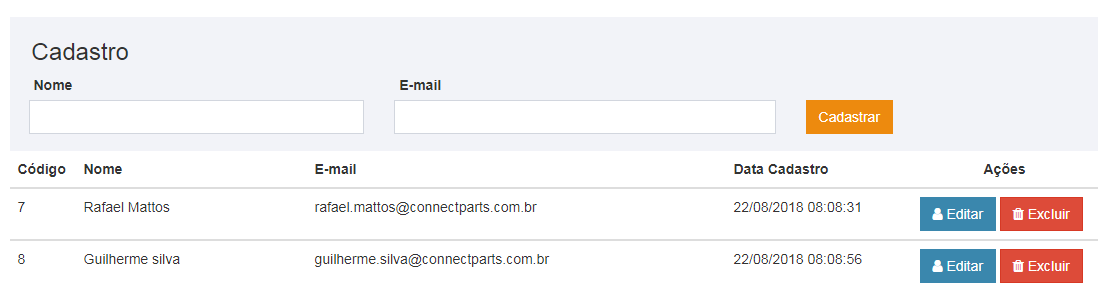 Cadastro
Nome E-mail
Cadastrar
Código Nome E-mail Data Cadastro Ações
7 Rafael Mattos rafael.mattos@connectparts.com.br 22/08/2018 08:08:31 Editar Excluir
8 Guilherme silva guilherme.silva@connectparts.com.br 22/08/2018 08:08:56 Editar Excluir